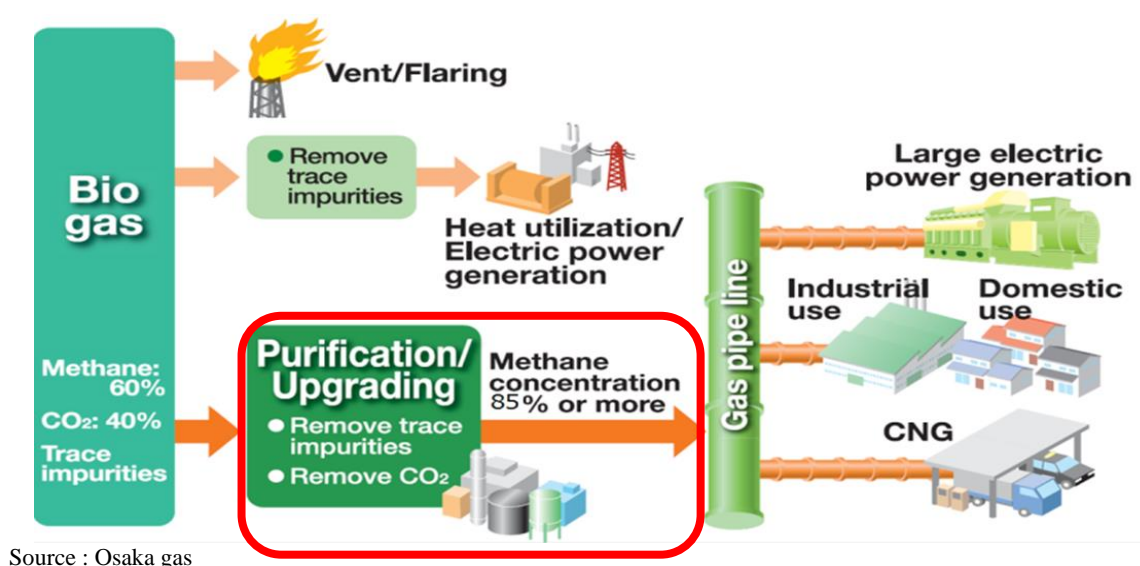 Vent/Flaring
Remove
trace
impurities
Heat utilization/
Electric power
generation
Bio
gas
Methane:
60%
CO₂: 40%
Trace
impurities
Purification/
Upgrading
Remove trace
impurities
Remove CO₂
Methane
concentration
85% or more
Gas pipe line
Large electric
power generation
Industrial
use
Domestic
use
CNG
Source : Osaka gas